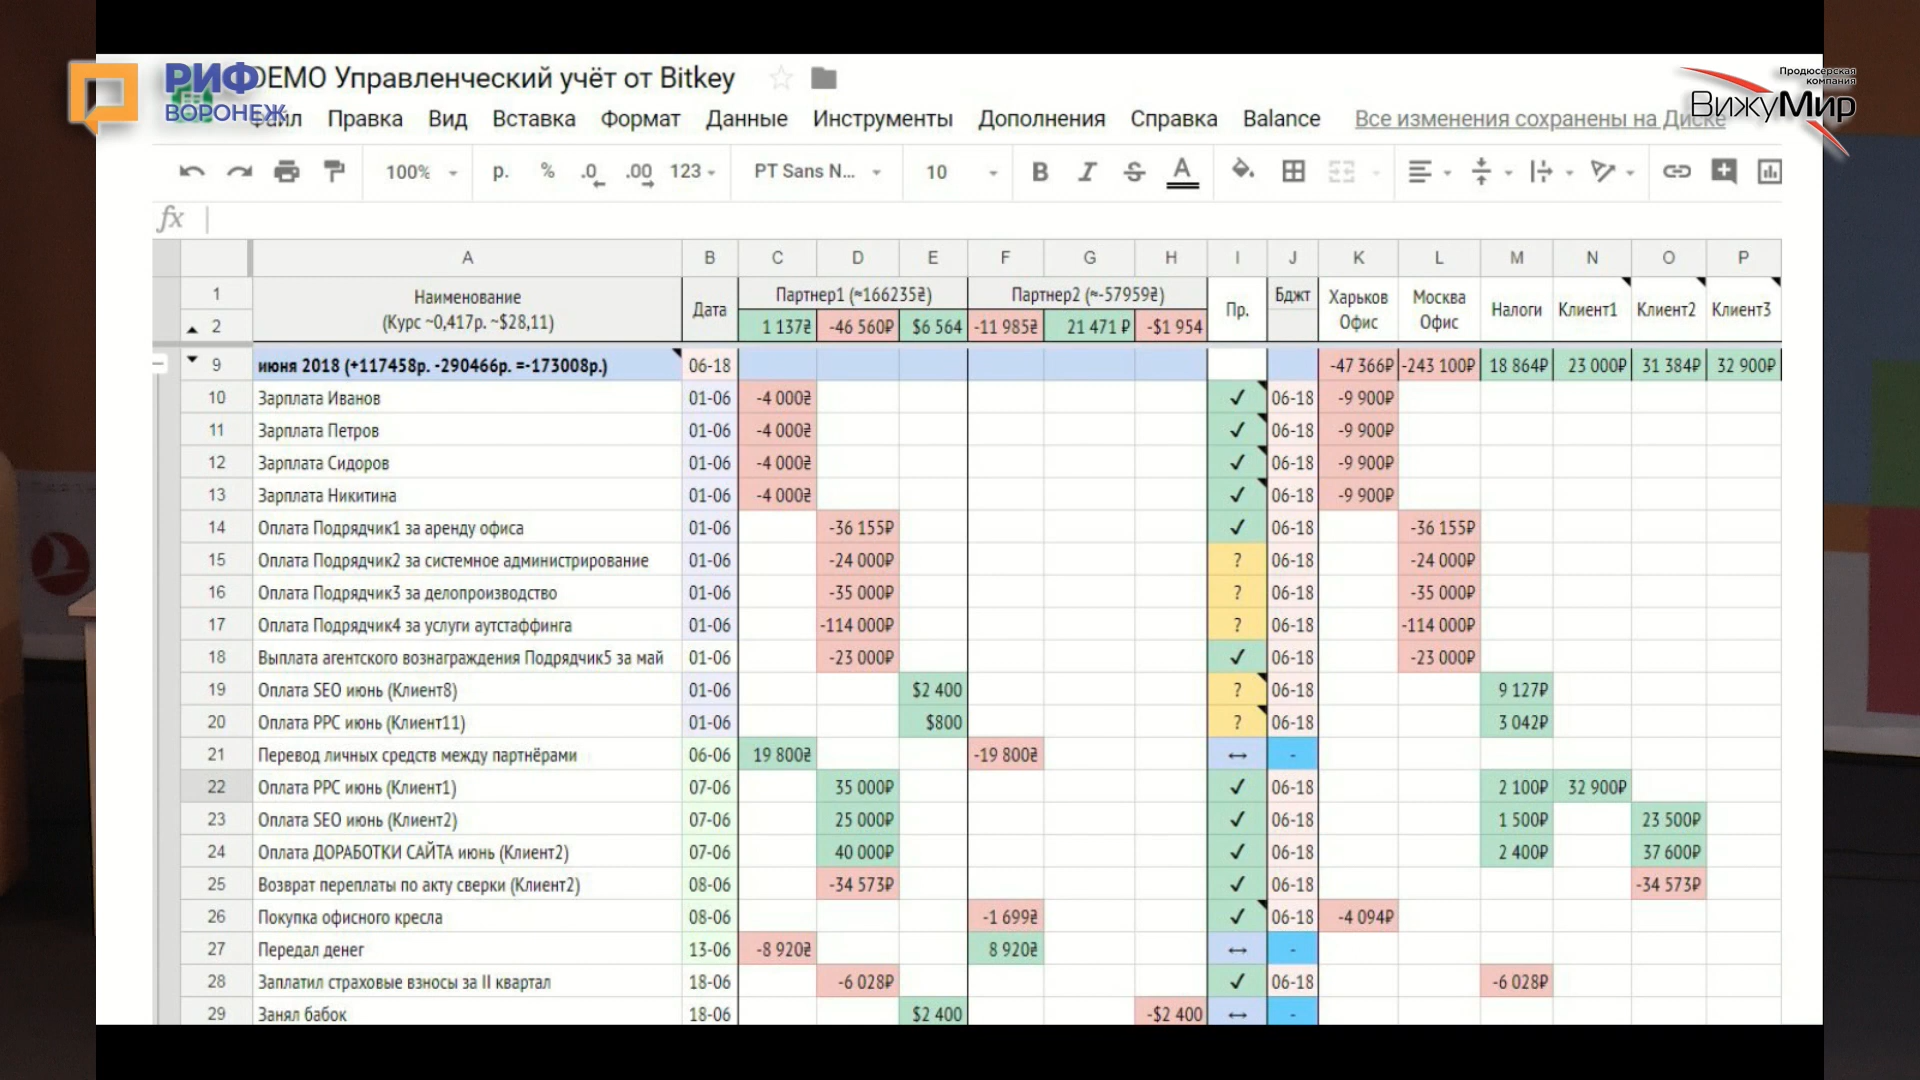 РИФ
ВОРОНЕЖ
DEMO Управленческий учёт от Bitkey
Продюсерская
компания
ВижуМир
Файл Правка Вид Вставка Формат Данные Инструменты Дополнения Справка Balance Все изменения сохранены на Диске
100% р. % .0 .00 123 PT Sans N... 10 B I S A
fx
A B C D E F G H I J K L M N O P
1 Наименование Дата Партнер1 (≈166235₴) Партнер2 (≈-57959₴) Пр. Бджт Харьков Офис Москва Офис Налоги Клиент1 Клиент2 Клиент3
2 (Курс ~0,417р. ~$28,11) 1 137₴ -46 560₽ $6 564 -11 985₴ 21 471 ₽ -$1 954
9 июня 2018 (+117458р. -290466р. =-173008р.) 06-18 -47 366₽ -243 100₽ 18 864₽ 23 000₽ 31 384₽ 32 900₽
10 Зарплата Иванов 01-06 -4 000₴ ✓ 06-18 -9 900₽
11 Зарплата Петров 01-06 -4 000₴ ✓ 06-18 -9 900₽
12 Зарплата Сидоров 01-06 -4 000₴ ✓ 06-18 -9 900₽
13 Зарплата Никитина 01-06 -4 000₴ ✓ 06-18 -9 900₽
14 Оплата Подрядчик1 за аренду офиса 01-06 -36 155₽ ✓ 06-18 -36 155₽
15 Оплата Подрядчик2 за системное администрирование 01-06 -24 000₽ ? 06-18 -24 000₽
16 Оплата Подрядчик3 за делопроизводство 01-06 -35 000₽ ? 06-18 -35 000₽
17 Оплата Подрядчик4 за услуги аутстаффинга 01-06 -114 000₽ ? 06-18 -114 000₽
18 Выплата агентского вознаграждения Подрядчик5 за май 01-06 -23 000₽ ✓ 06-18 -23 000₽
19 Оплата SEO июнь (Клиент8) 01-06 $2 400 ? 06-18 9 127₽
20 Оплата PPC июнь (Клиент11) 01-06 $800 ? 06-18 3 042₽
21 Перевод личных средств между партнёрами 06-06 19 800₴ -19 800₴ ↔ -
22 Оплата PPC июнь (Клиент1) 07-06 35 000₽ ✓ 06-18 2 100₽ 32 900₽
23 Оплата SEO июнь (Клиент2) 07-06 25 000₽ ✓ 06-18 1 500₽ 23 500₽
24 Оплата ДОРАБОТКИ САЙТА июнь (Клиент2) 07-06 40 000₽ ✓ 06-18 2 400₽ 37 600₽
25 Возврат переплаты по акту сверки (Клиент2) 08-06 -34 573₽ ✓ 06-18 -34 573₽
26 Покупка офисного кресла 08-06 -1 699₴ ✓ 06-18 -4 094₽
27 Передал денег 13-06 -8 920₴ 8 920₴ ↔ -
28 Заплатил страховые взносы за II квартал 18-06 -6 028₽ ✓ 06-18 -6 028₽
29 Занял бабок 18-06 $2 400 -$2 400 ↔ -